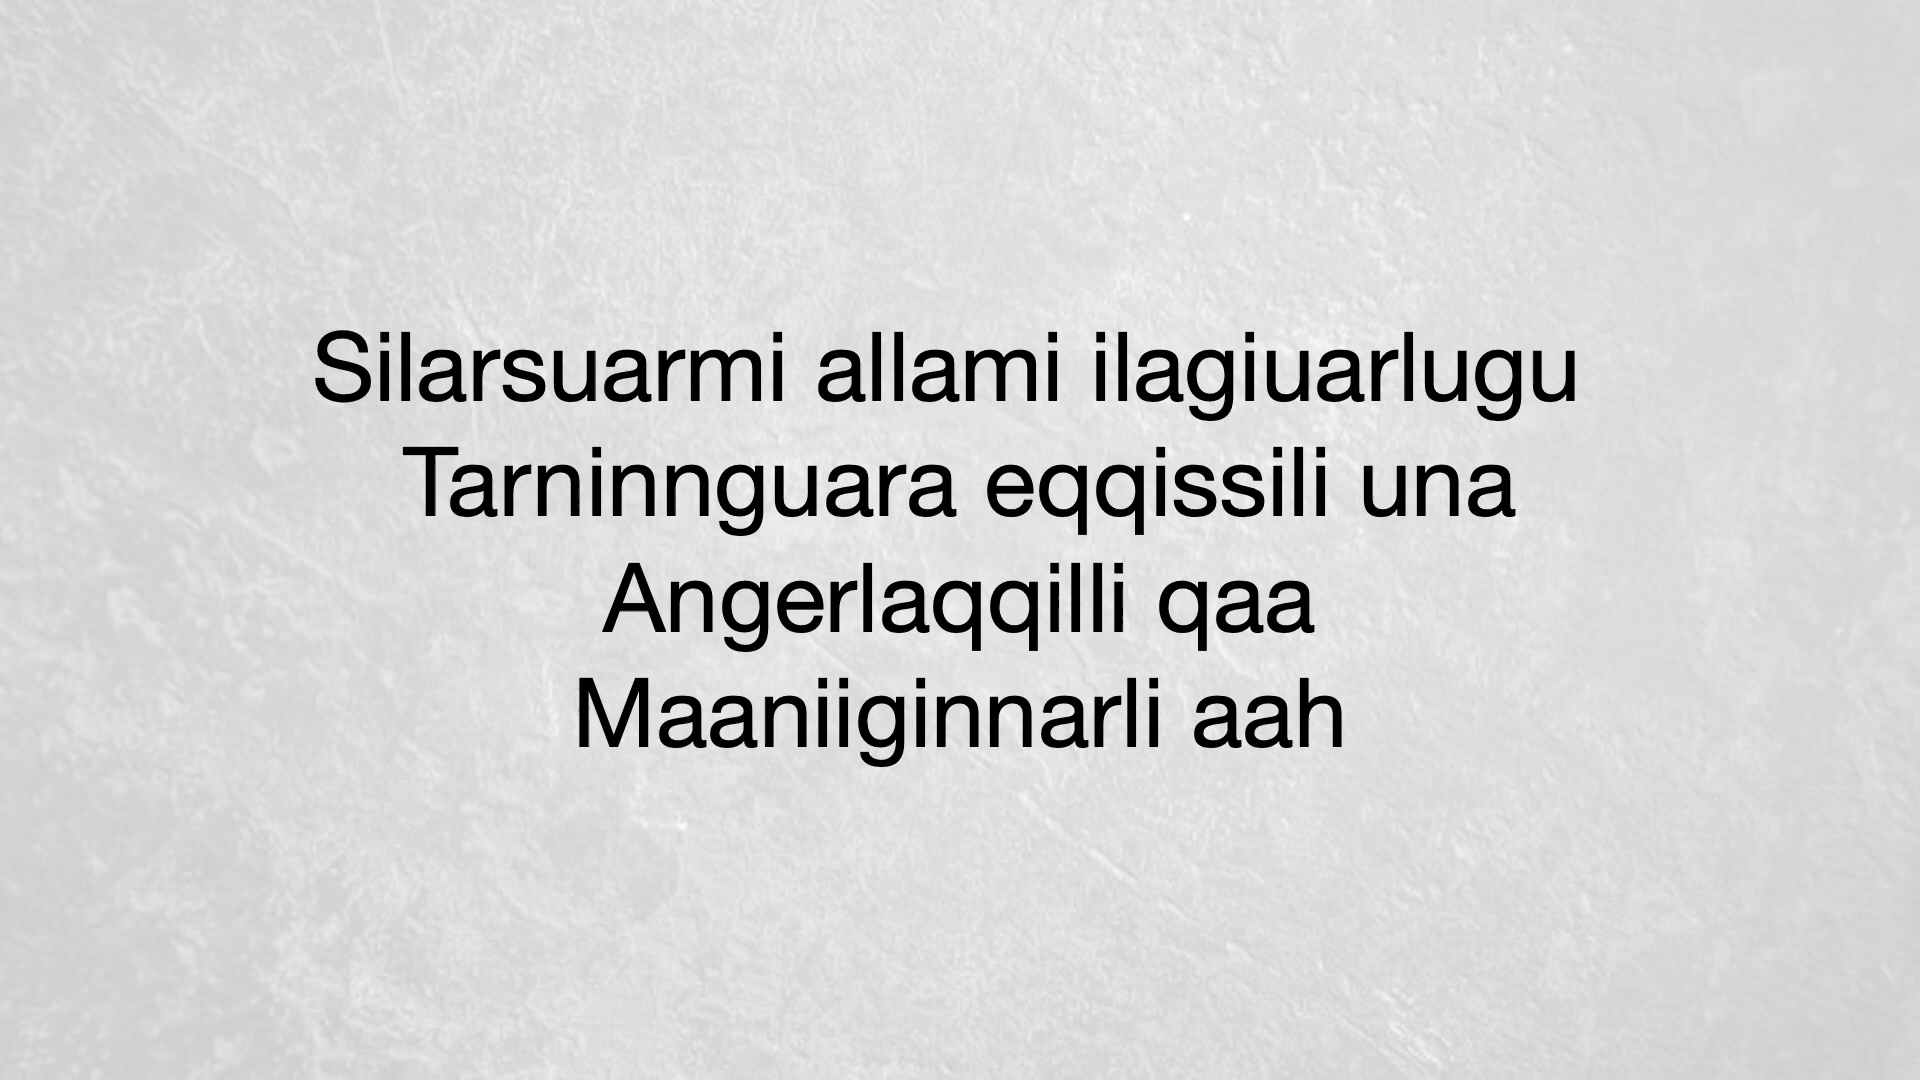 Silarsuarmi allami ilagiuarlugu
Tarninnguara eqqissili una
Angerlaqqilli qaa
Maaniiginnarli aah